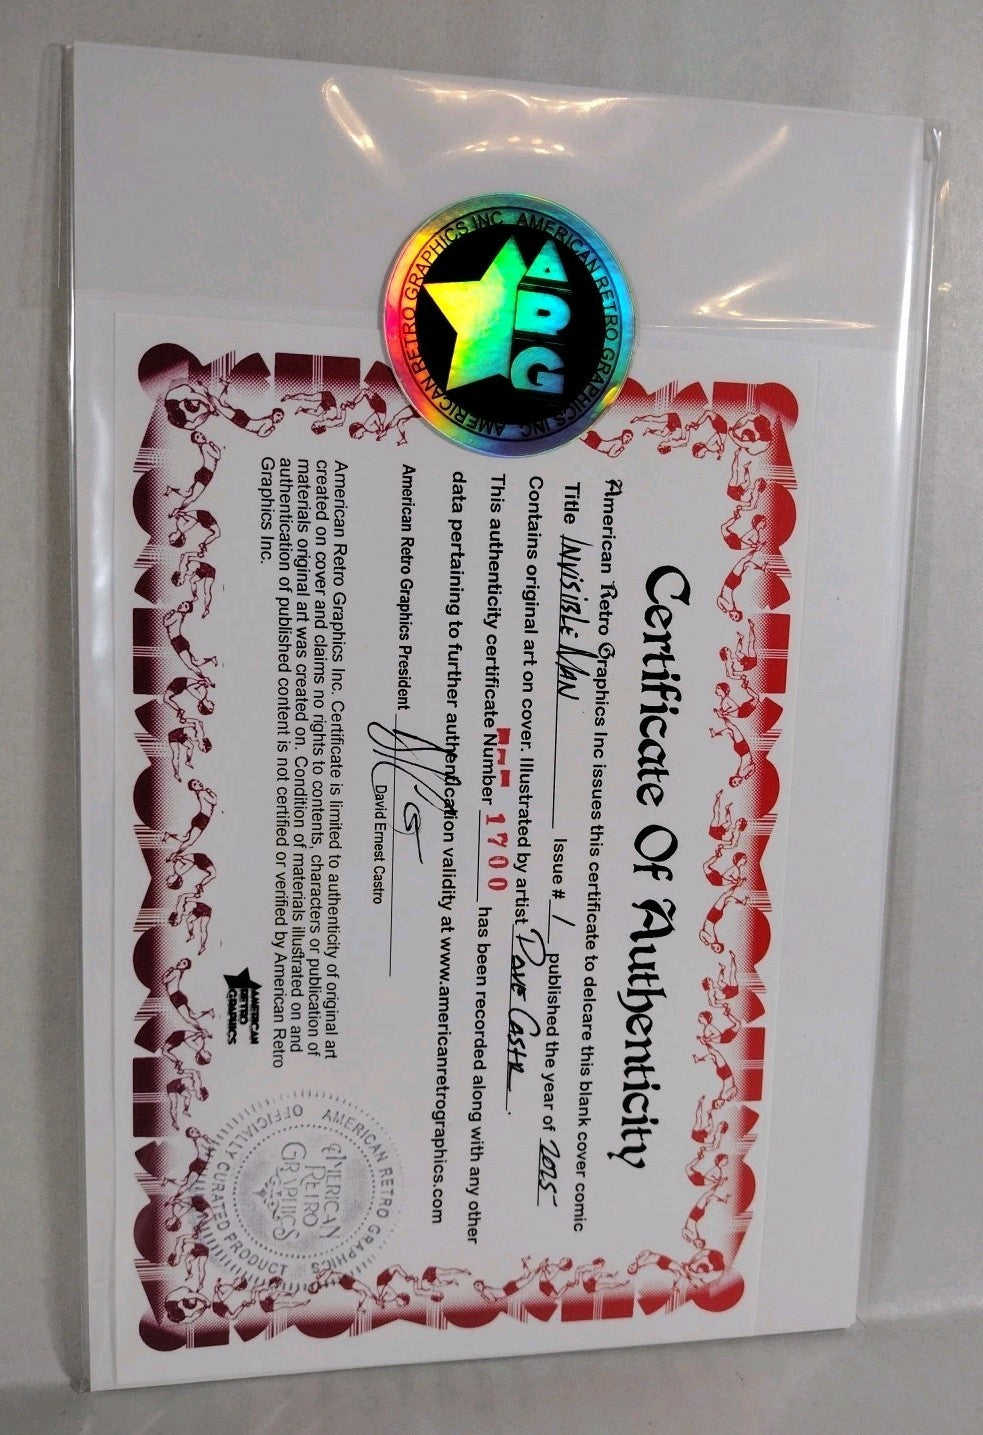 AMERICAN RETRO GRAPHICS INC AMERICAN RETRO GRAPHICS INC AMERICAN RETRO GRAPHICS INC
ARG
Certificate Of Authenticity
American Retro Graphics Inc issues this certificate to delcare this blank cover comic
Title Invisible Man Issue # 1 published the year of 2025
Contains original art on cover. Illustrated by artist Dave Castr .
This authenticity certificate Number 1700 has been recorded along with any other
data pertaining to further authentication validity at www.americanretrographics.com
American Retro Graphics President
David Ernest Castro
American Retro Graphics Inc. Certificate is limited to authenticity of original art
created on cover and claims no rights to contents, characters or publication of
materials original art was created on. Condition of materials illustrated on and
authentication of published content is not certified or verified by American Retro
Graphics Inc.
AMERICAN
RETRO
GRAPHICS
AMERICAN RETRO GRAPHICS
OFFICIALLY CURATED PRODUCT
AMERICAN
RETRO
GRAPHICS